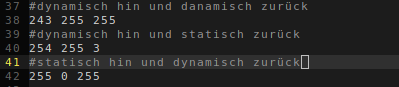 37 #dynamisch hin und danamisch zurück
38 243 255 255
39 #dynamisch hin und statisch zurück
40 254 255 3
41 #statisch hin und dynamisch zurück
42 255 0 255